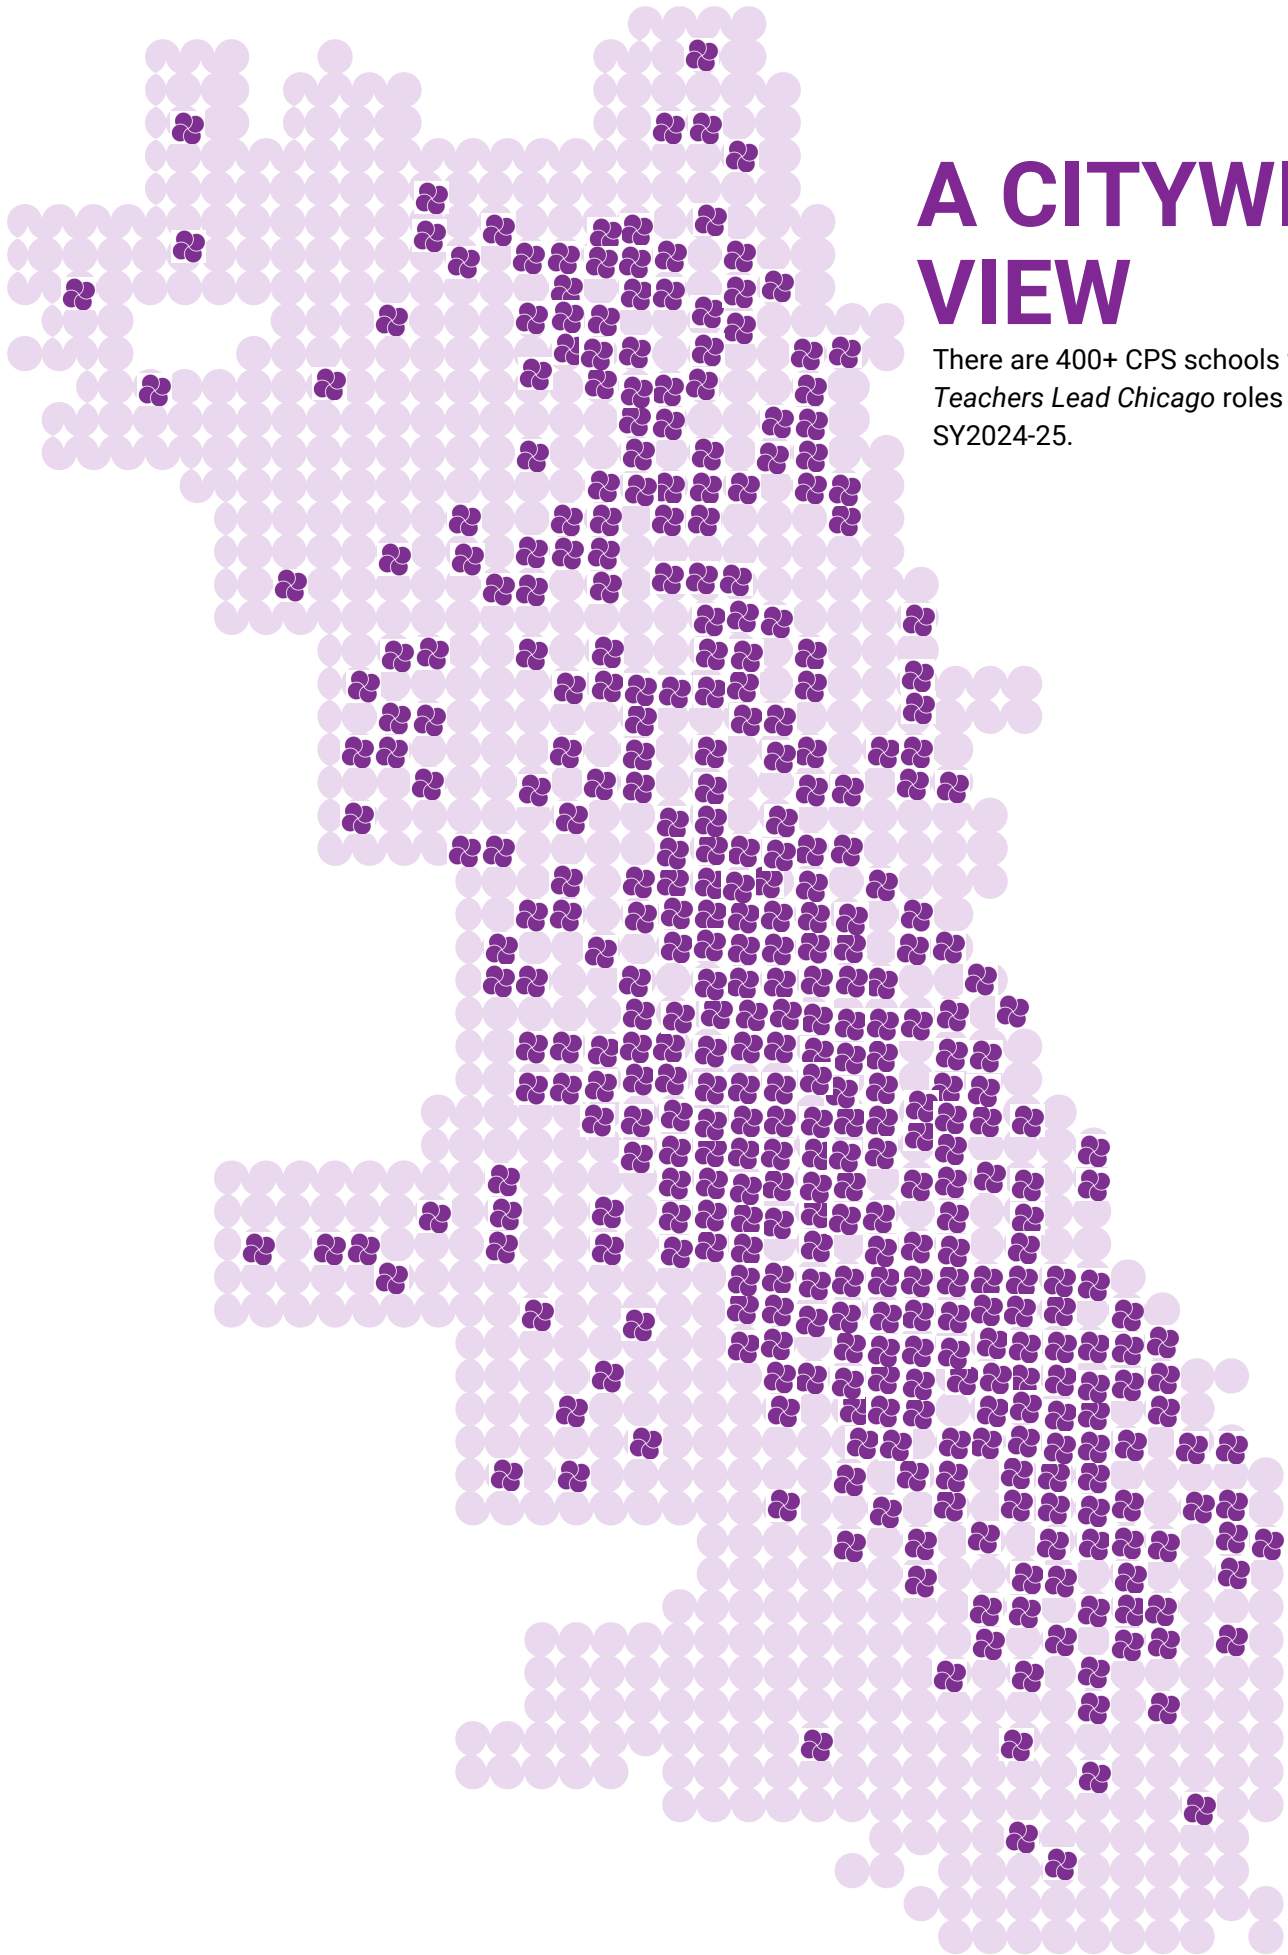 A CITYWI
VIEW
There are 400+ CPS schools
Teachers Lead Chicago roles
SY2024-25.